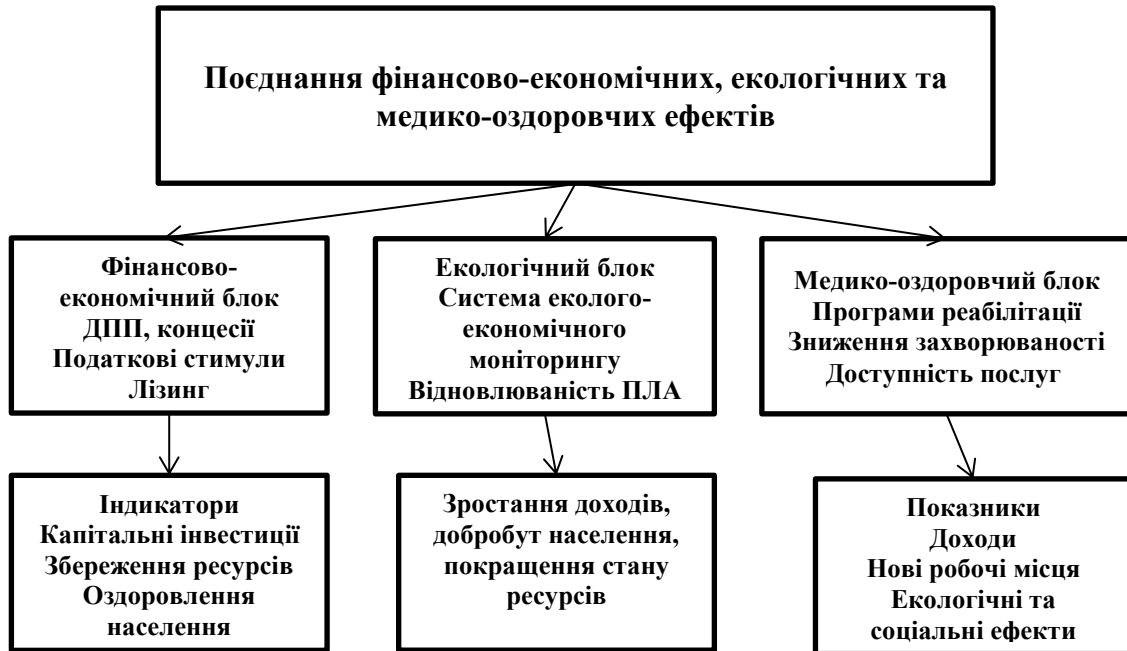 Поєднання фінансово-економічних, екологічних та
медико-оздоровчих ефектів
Фінансово-
економічний блок
ДПП, концесії
Податкові стимули
Лізинг
Екологічний блок
Система еколого-
економічного
моніторингу
Відновлюваність ПЛА
Медико-оздоровчий блок
Програми реабілітації
Зниження захворюваності
Доступність послуг
Індикатори
Капітальні інвестиції
Збереження ресурсів
Оздоровлення
населення
Зростання доходів,
добробут населення,
покращення стану
ресурсів
Показники
Доходи
Нові робочі місця
Екологічні та
соціальні ефекти